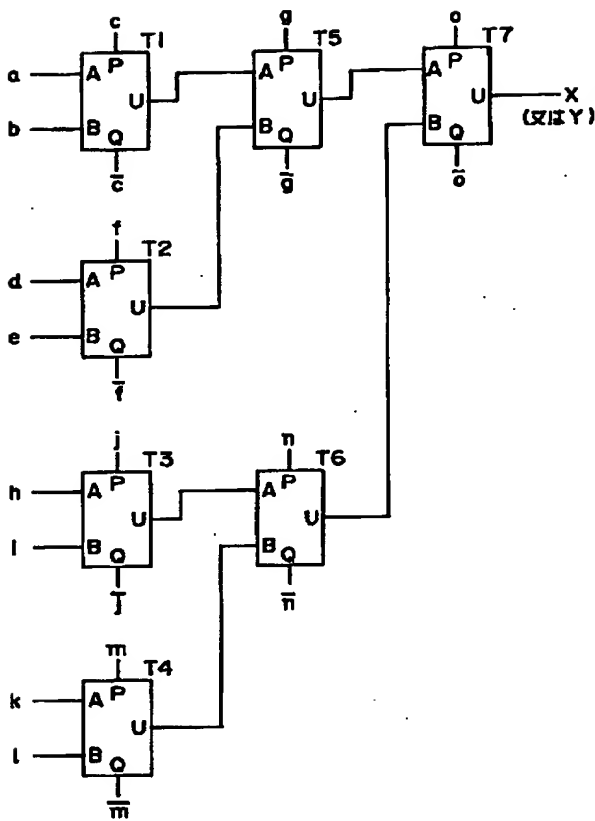 c
T1
a A P
U
b B Q
c̄
g
T5
A P
U
B Q
ḡ
o
T7
A P
U X
B Q
(又はY)
ō
f
T2
d A P
U
e B Q
f̄
j
T3
h A P
U
i B Q
j̄
n
T6
A P
U
B Q
n̄
m
T4
k A P
U
l B Q
m̄